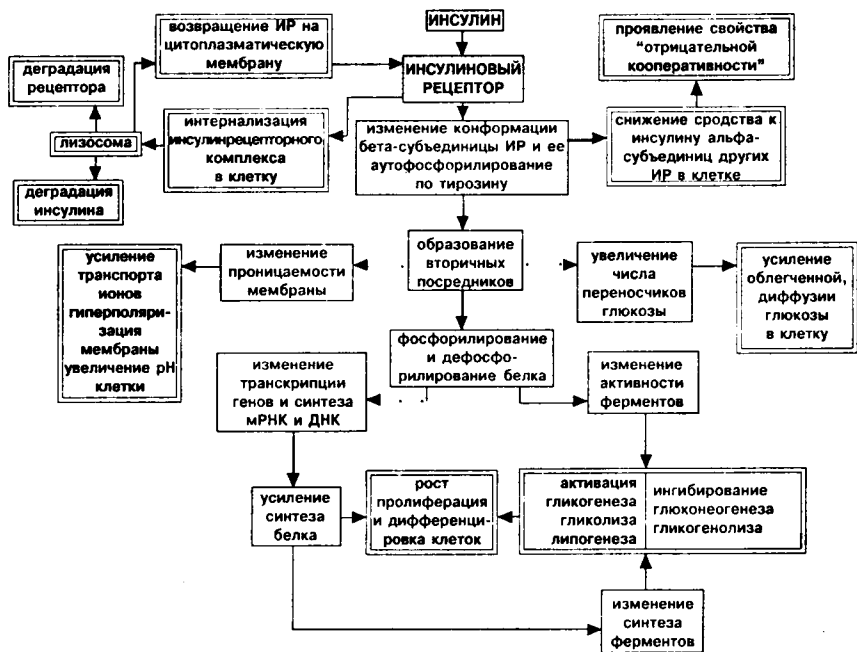 ИНСУЛИН
возвращение ИР на
цитоплазматическую
мембрану
проявление свойства
"отрицательной
кооперативности"
деградация
рецептора
ИНСУЛИНОВЫЙ
РЕЦЕПТОР
интернализация
инсулинрецепторного
комплекса
в клетку
лизосома
изменение конформации
бета-субъединицы ИР и ее
аутофосфорилирование
по тирозину
снижение сродства к
инсулину альфа-
субъединиц других
ИР в клетке
деградация
инсулина
усиление
транспорта
ионов
гиперполяри-
зация
мембраны
увеличение рН
клетки
изменение
проницаемости
мембраны
образование
вторичных
посредников
увеличение
числа
переносчиков
глюкозы
усиление
облегченной,
диффузии
глюкозы
в клетку
фосфорилирование
и дефосфо-
рилирование белка
изменение
транскрипции
генов и синтеза
мРНК и ДНК
изменение
активности
ферментов
усиление
синтеза
белка
рост
пролиферация
и дифференци-
ровка клеток
активация
гликогенеза
гликолиза
липогенеза
ингибирование
глюхонеогенеза
гликогенолиза
изменение
синтеза
ферментов